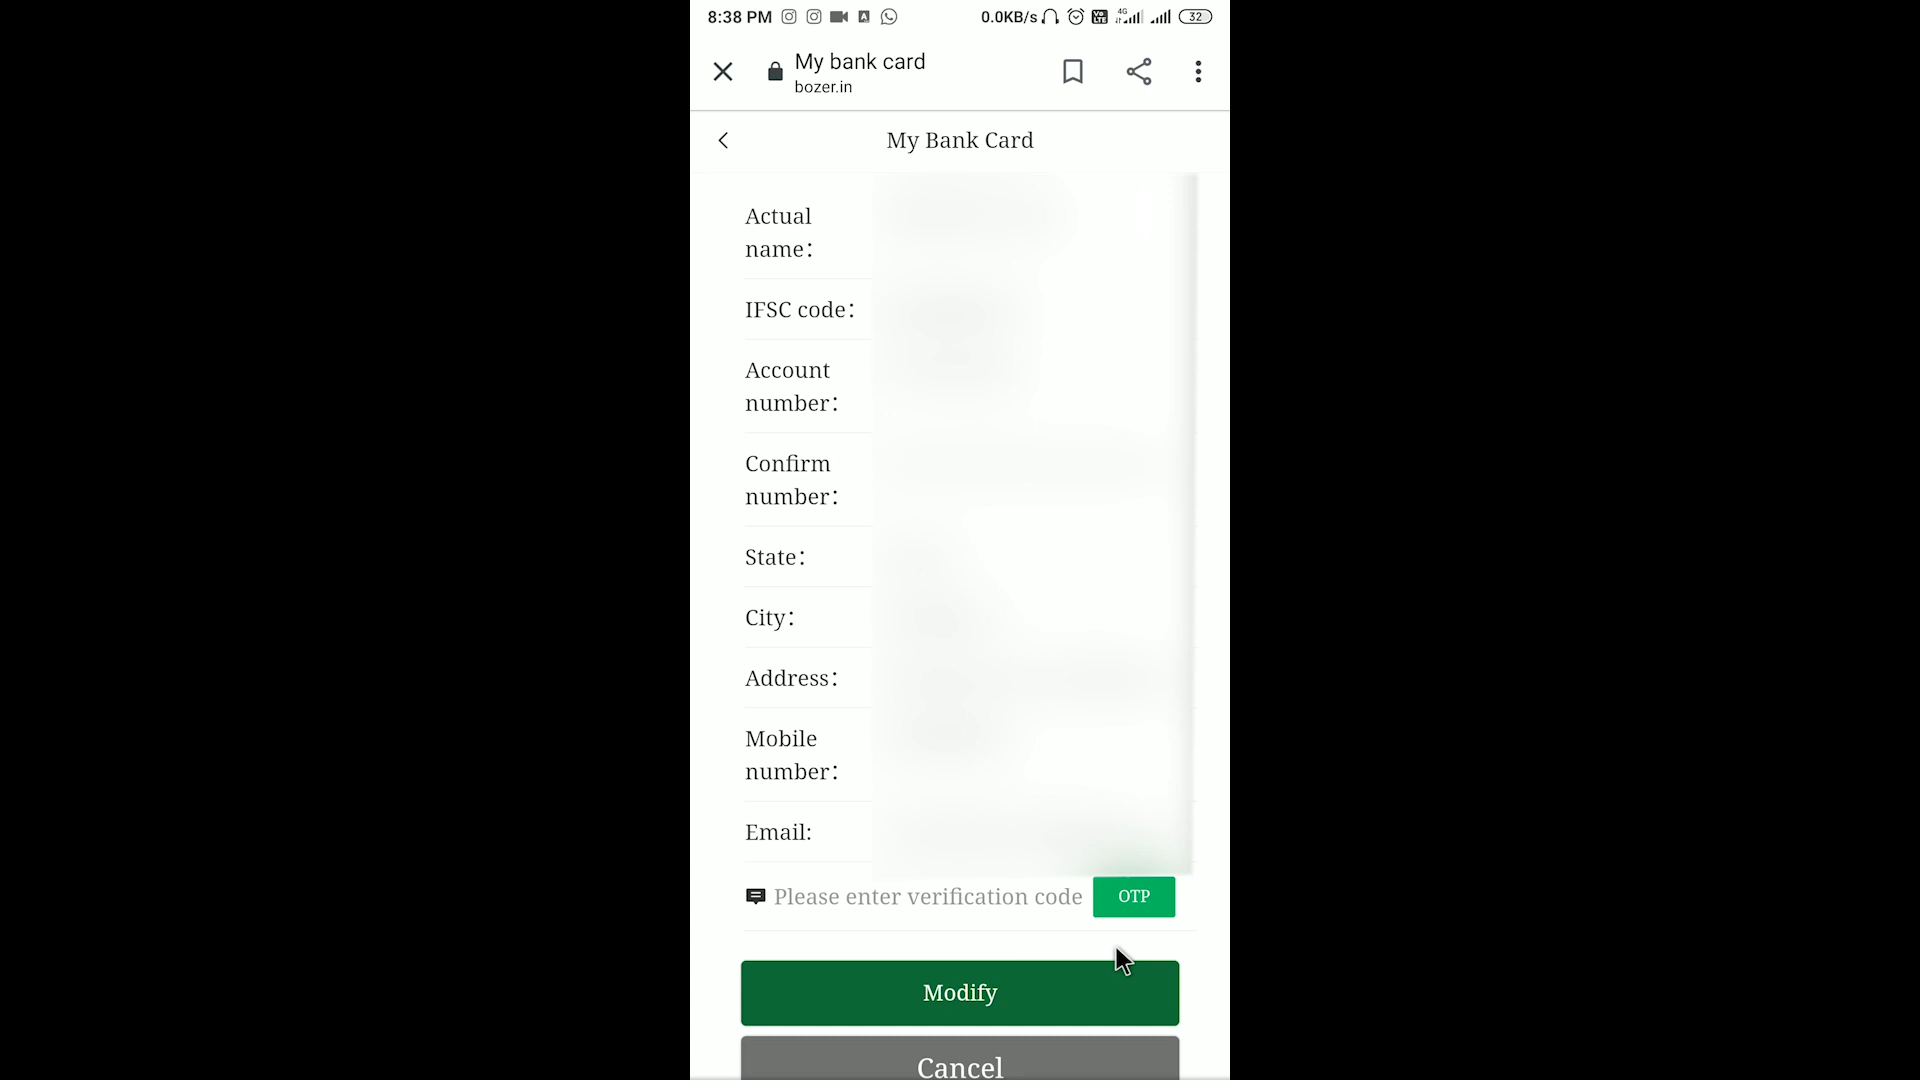 8:38 PM 0.0KB/s 4G 32
My bank card
bozer.in
My Bank Card
Actual
name:
IFSC code:
Account
number:
Confirm
number:
State:
City:
Address:
Mobile
number:
Email:
Please enter verification code OTP
Modify
Cancel